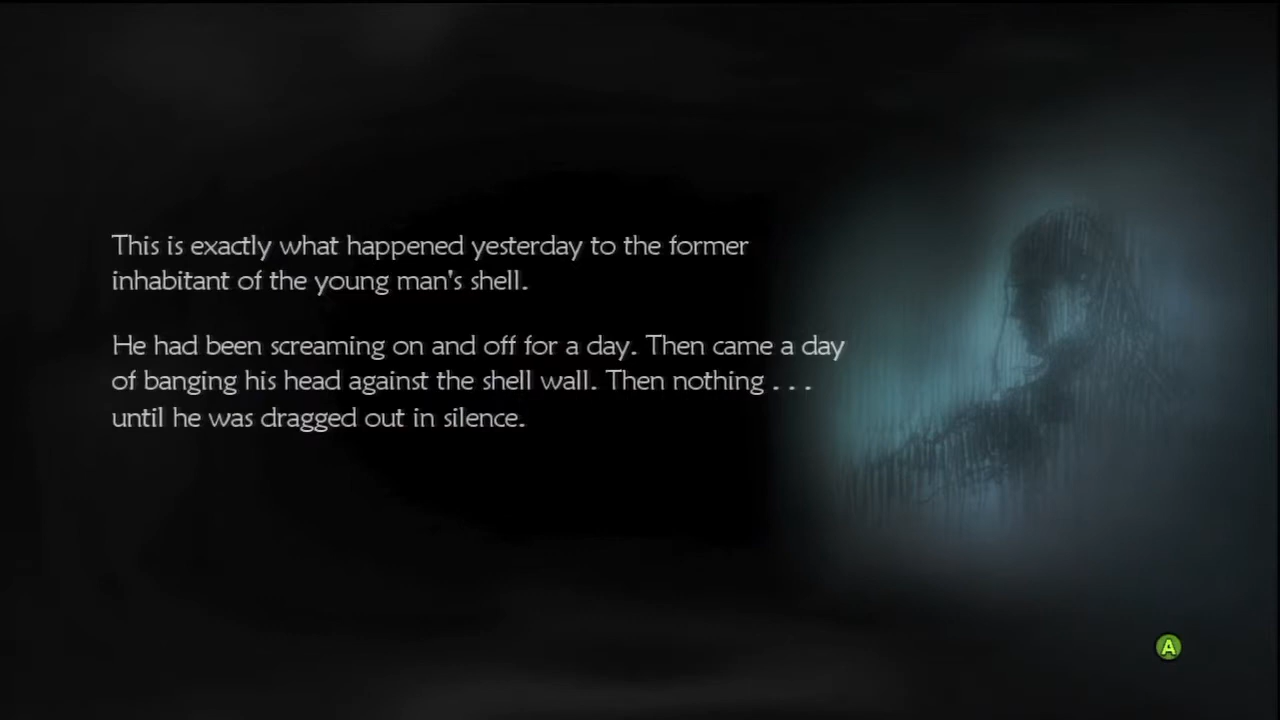 This is exactly what happened yesterday to the former
inhabitant of the young man's shell.
He had been screaming on and off for a day. Then came a day
of banging his head against the shell wall. Then nothing . . .
until he was dragged out in silence.
A